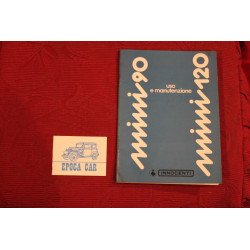 mini 90
uso
e manutenzione
mini 120
INNOCENTI
EPOCA CAR